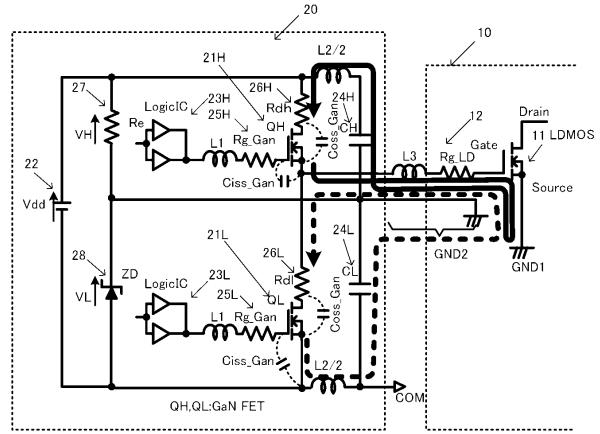 20
10
L2/2
21H
26H
Rdh
27
LogicIC
23H
25H
24H
12
Drain
VH
Re
QH
Coss_Gan
CH
L1
Rg_Gan
L3
Rg_LD
Gate
11 LDMOS
22
Ciss_Gan
Source
Vdd
21L
26L
24L
GND2
GND1
28
ZD
LogicIC
23L
Rdl
CL
VL
25L
QL
L1
Rg_Gan
Coss_Gan
Ciss_Gan
L2/2
COM
QH,QL:GaN FET